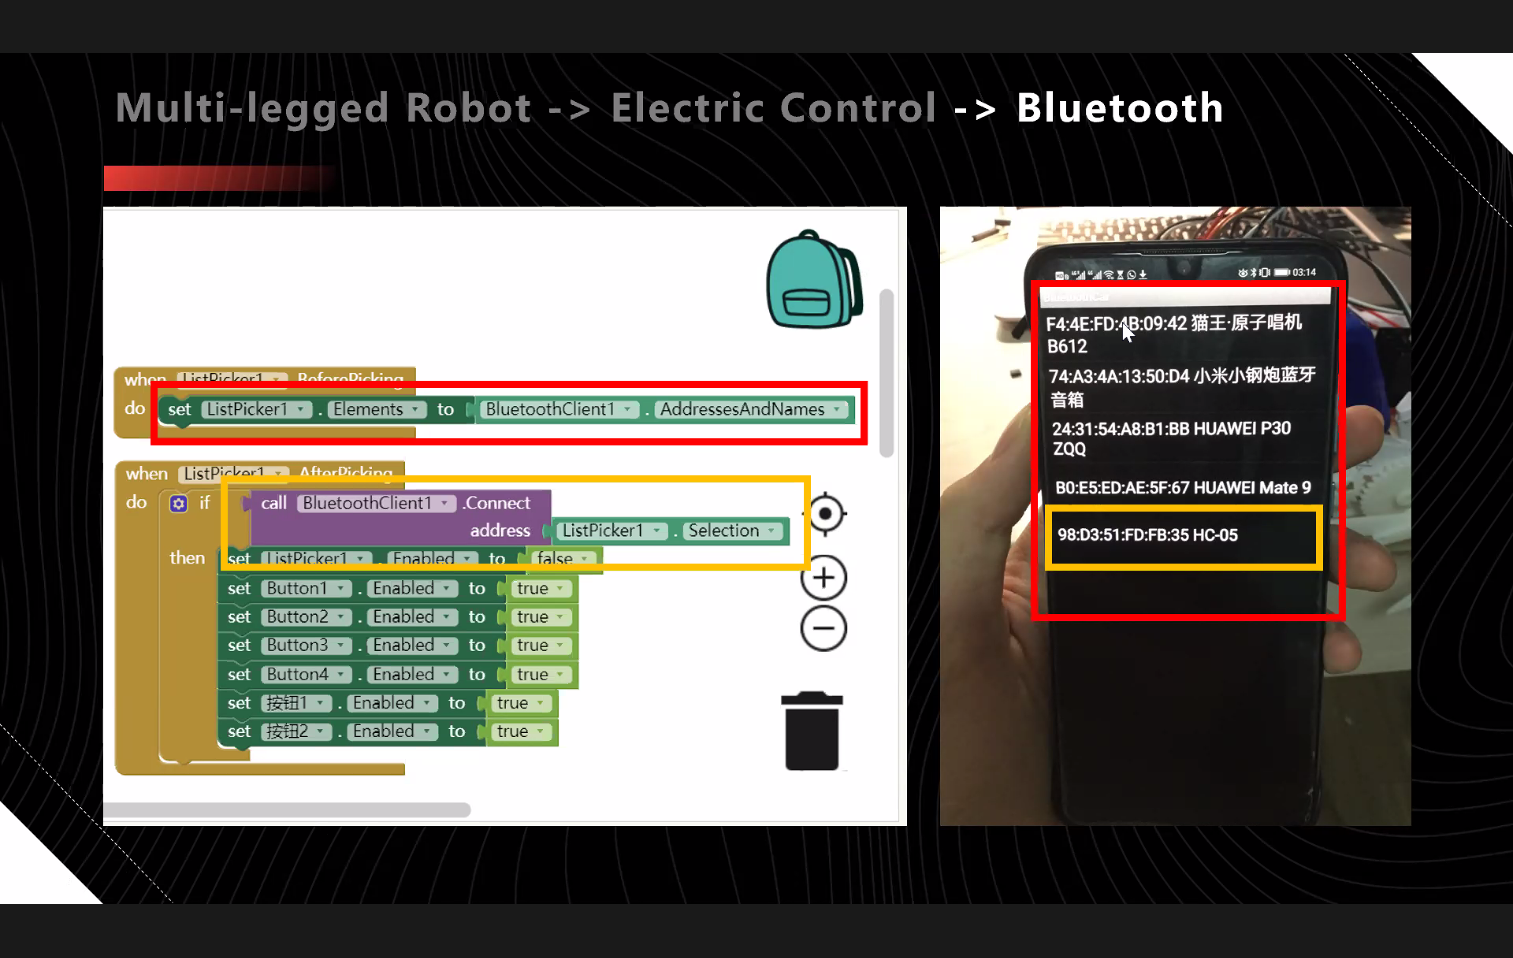 Multi-legged Robot -> Electric Control -> Bluetooth
when ListPicker1 . BeforePicking
do set ListPicker1 . Elements to BluetoothClient1 . AddressesAndNames
when ListPicker1 . AfterPicking
do if call BluetoothClient1 .Connect
address ListPicker1 . Selection
then set ListPicker1 . Enabled to false
set Button1 . Enabled to true
set Button2 . Enabled to true
set Button3 . Enabled to true
set Button4 . Enabled to true
set 按钮1 . Enabled to true
set 按钮2 . Enabled to true
03:14
F4:4E:FD:4B:09:42 猫王·原子唱机
B612
74:A3:4A:13:50:D4 小米小钢炮蓝牙
音箱
24:31:54:A8:B1:BB HUAWEI P30
ZQQ
B0:E5:ED:AE:5F:67 HUAWEI Mate 9
98:D3:51:FD:FB:35 HC-05